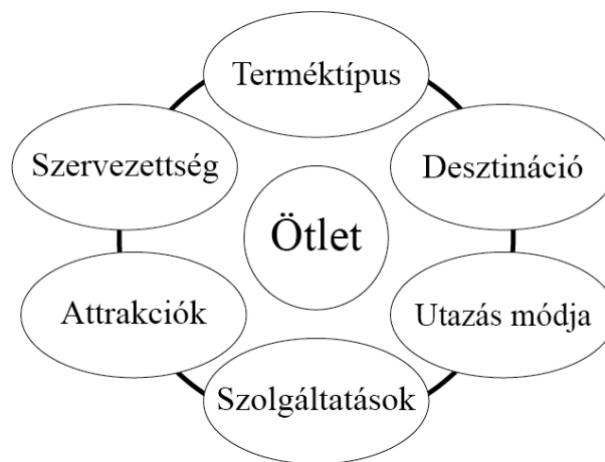 Terméktípus
Szervezettség
Desztináció
Ötlet
Attrakciók
Utazás módja
Szolgáltatások